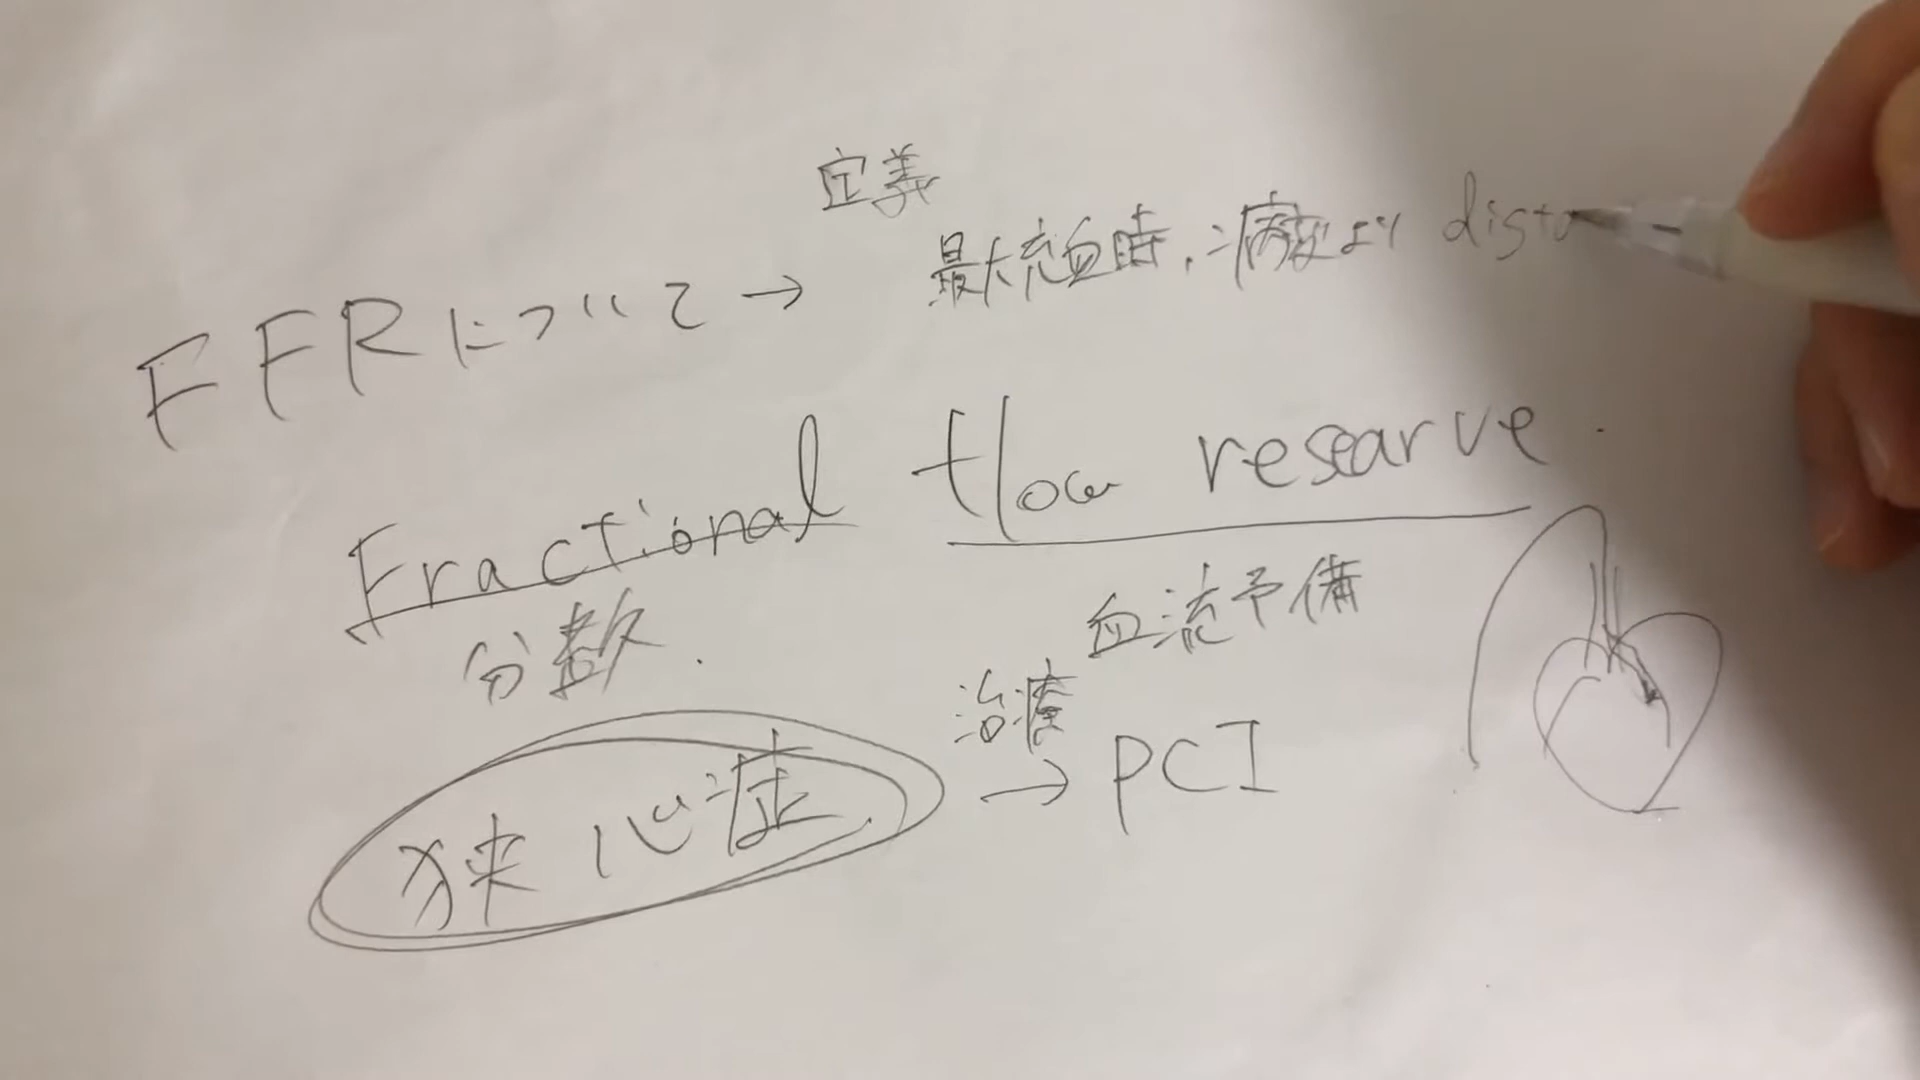 定義
FFRについて → 最大充血時、病変より dista
Fractional flow researve.
分数.
血流予備
狭心症 治療 → PCI